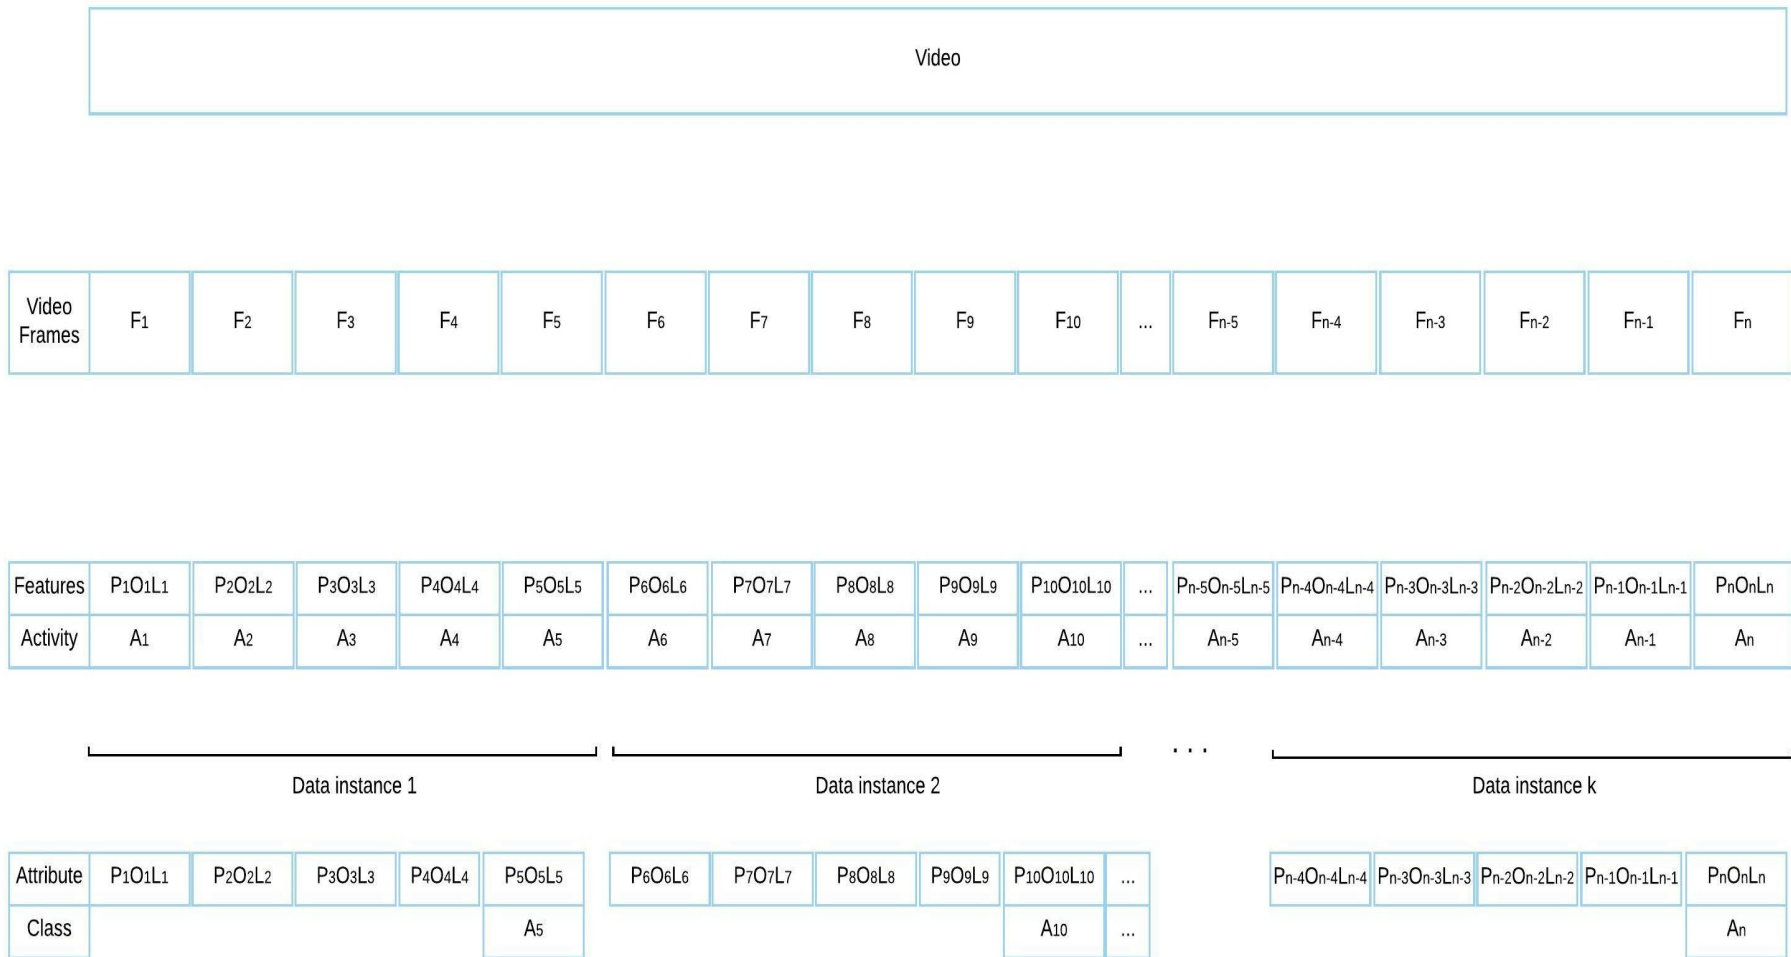 Video
Video Frames F1 F2 F3 F4 F5 F6 F7 F8 F9 F10 ... Fn-5 Fn-4 Fn-3 Fn-2 Fn-1 Fn
Features P1O1L1 P2O2L2 P3O3L3 P4O4L4 P5O5L5 P6O6L6 P7O7L7 P8O8L8 P9O9L9 P10O10L10 ... Pn-5On-5Ln-5 Pn-4On-4Ln-4 Pn-3On-3Ln-3 Pn-2On-2Ln-2 Pn-1On-1Ln-1 PnOnLn
Activity A1 A2 A3 A4 A5 A6 A7 A8 A9 A10 ... An-5 An-4 An-3 An-2 An-1 An
. . .
Data instance 1 Data instance 2 Data instance k
Attribute P1O1L1 P2O2L2 P3O3L3 P4O4L4 P5O5L5 P6O6L6 P7O7L7 P8O8L8 P9O9L9 P10O10L10 ... Pn-4On-4Ln-4 Pn-3On-3Ln-3 Pn-2On-2Ln-2 Pn-1On-1Ln-1 PnOnLn
Class A5 A10 ... An